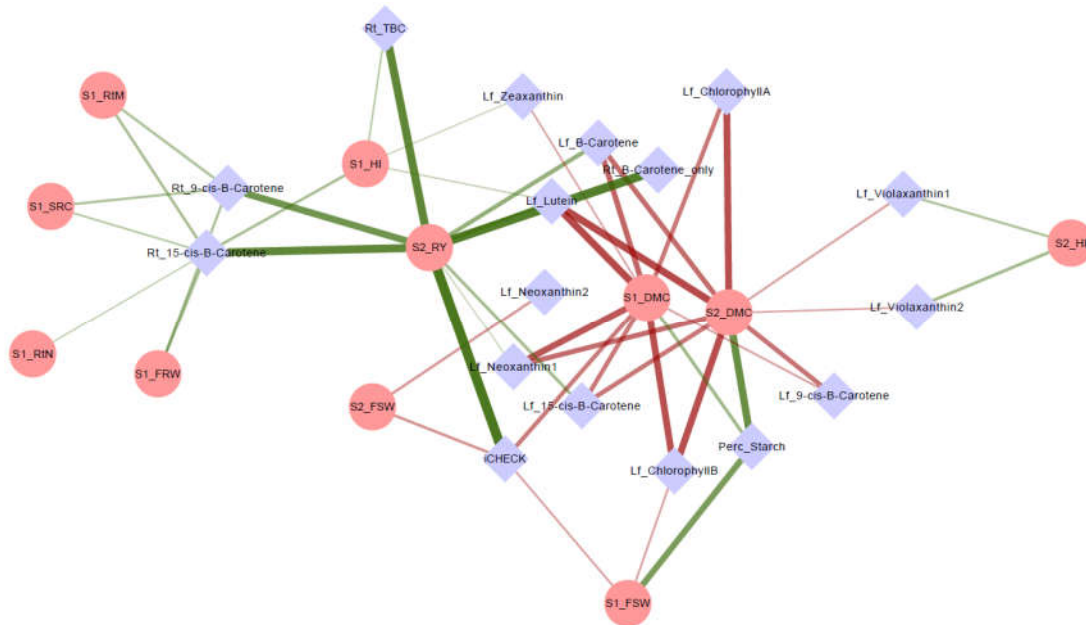 Rt_TBC
S1_RtM
Lf_Zeaxanthin
Lf_ChlorophyllA
Lf_B-Carotene
S1_HI
Rt_B-Carotene_only
Rt_9-cis-B-Carotene
Lf_Violaxanthin1
S1_SRC
Lf_Lutein
S2_RY
S2_HI
Rt_15-cis-B-Carotene
Lf_Neoxanthin2
S1_DMC
S2_DMC
Lf_Violaxanthin2
S1_RtN
Lf_Neoxanthin1
S1_FRW
Lf_9-cis-B-Carotene
S2_FSW
Lf_15-cis-B-Carotene
Perc_Starch
iCHECK
Lf_ChlorophyllB
S1_FSW